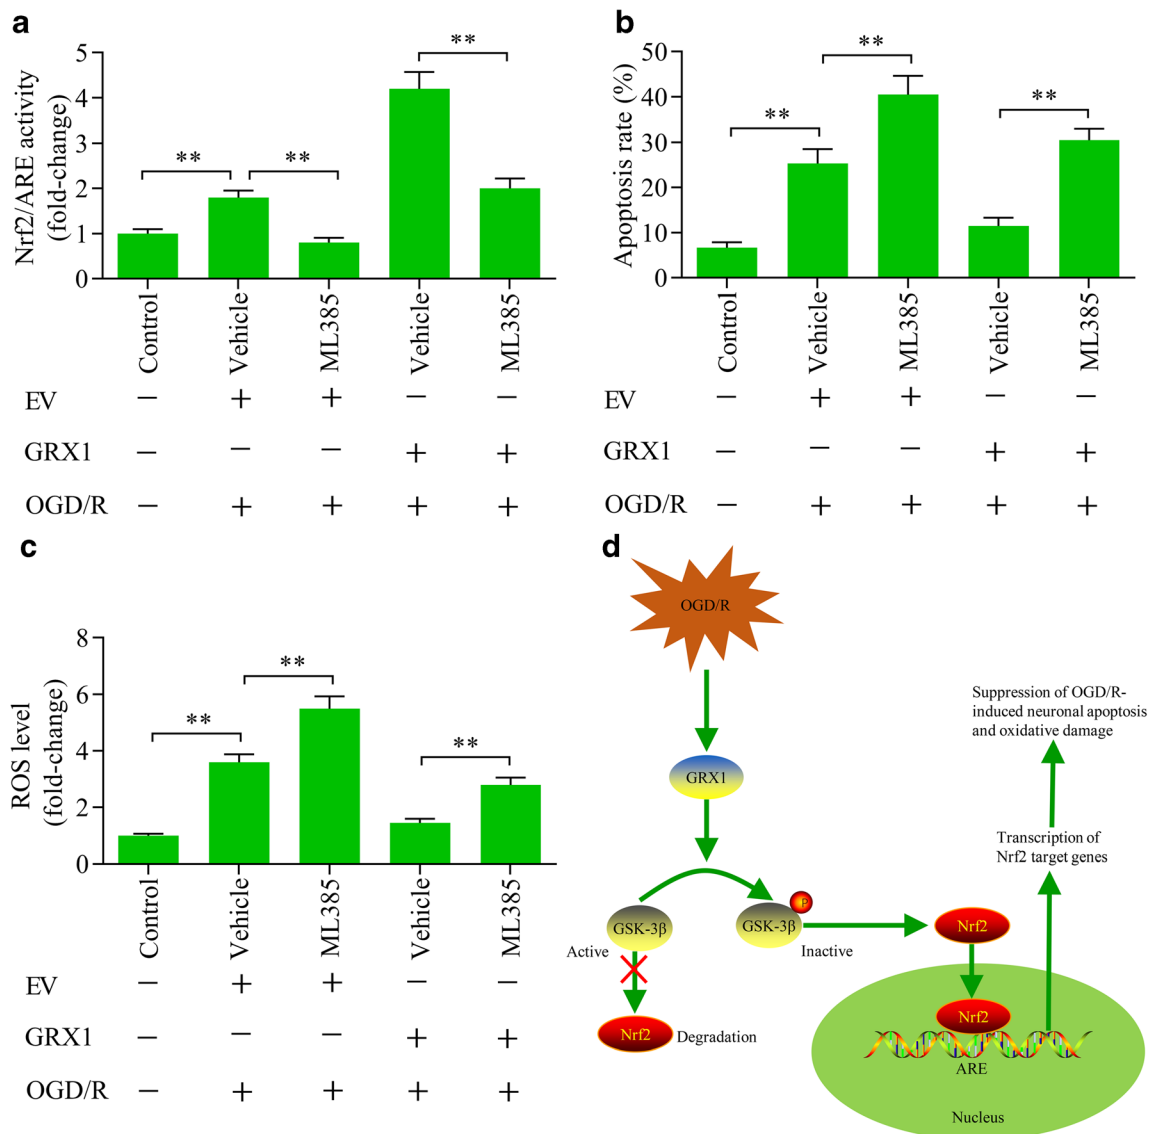 a
Nrf2/ARE activity
(fold-change)
5
4
3
2
1
0
**
**
**
Control
Vehicle
ML385
Vehicle
ML385
EV − + + − −
GRX1 − − − + +
OGD/R − + + + +
b
Apoptosis rate (%)
50
40
30
20
10
0
**
**
**
Control
Vehicle
ML385
Vehicle
ML385
EV − + + − −
GRX1 − − − + +
OGD/R − + + + +
c
ROS level
(fold-change)
8
6
4
2
0
**
**
**
Control
Vehicle
ML385
Vehicle
ML385
EV − + + − −
GRX1 − − − + +
OGD/R − + + + +
d
OGD/R
GRX1
GSK-3β
Active
Nrf2
Degradation
GSK-3β
P
Inactive
Nrf2
Nrf2
ARE
Nucleus
Transcription of
Nrf2 target genes
Suppression of OGD/R-
induced neuronal apoptosis
and oxidative damage